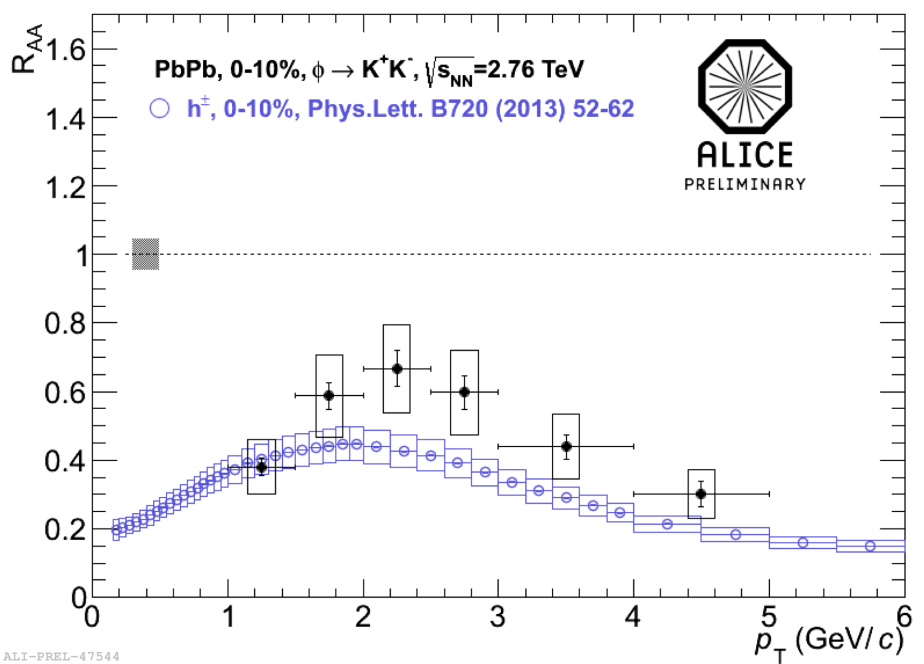 R_AA
1.6
1.4
1.2
1
0.8
0.6
0.4
0.2
0
PbPb, 0-10%, ϕ → K⁺K⁻, √s_NN=2.76 TeV
h±, 0-10%, Phys.Lett. B720 (2013) 52-62
ALICE
PRELIMINARY
0 1 2 3 4 5 6
p_T (GeV/c)
ALI-PREL-47544